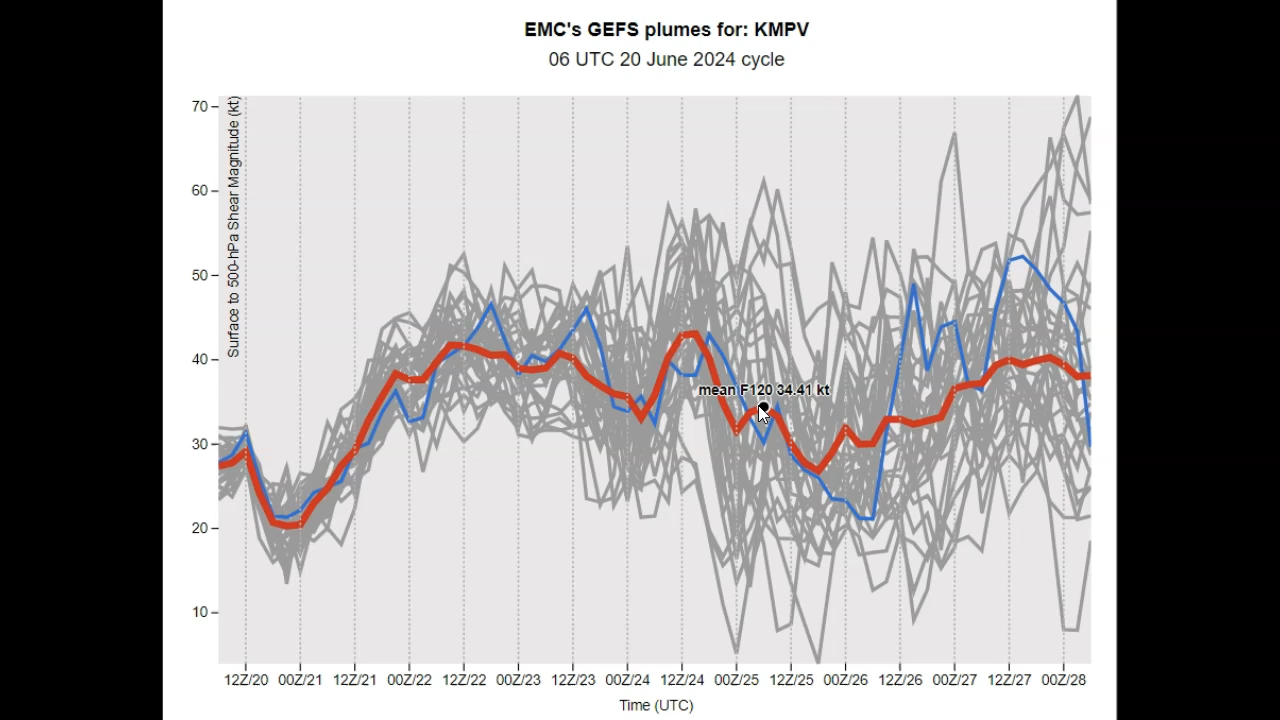 EMC's GEFS plumes for: KMPV
06 UTC 20 June 2024 cycle
Surface to 500-hPa Shear Magnitude (kt)
70
60
50
40
30
20
10
mean F120 34.41 kt
12Z/20 00Z/21 12Z/21 00Z/22 12Z/22 00Z/23 12Z/23 00Z/24 12Z/24 00Z/25 12Z/25 00Z/26 12Z/26 00Z/27 12Z/27 00Z/28
Time (UTC)